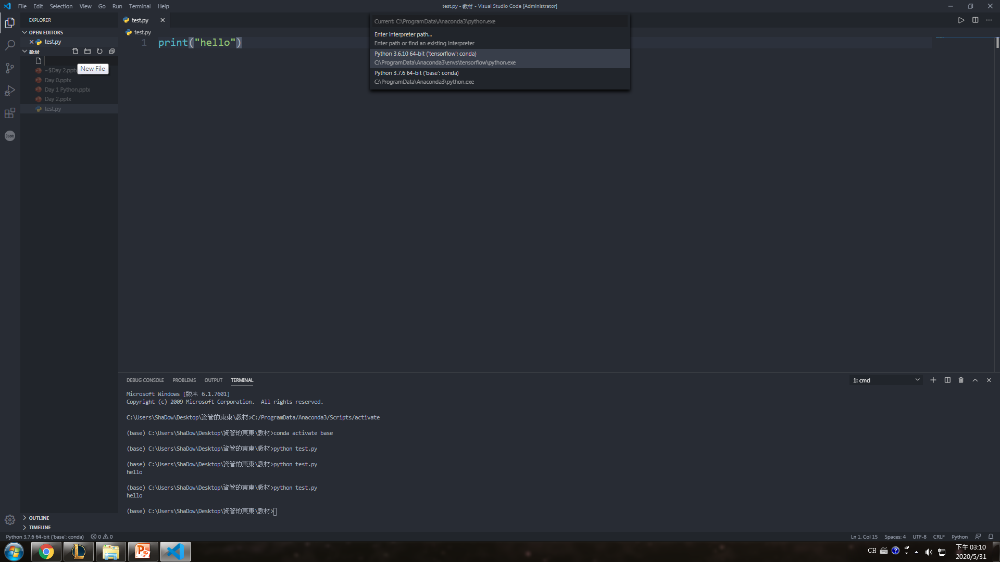 File Edit Selection View Go Run Terminal Help
test.py - 教材 - Visual Studio Code [Administrator]
EXPLORER
OPEN EDITORS
test.py
教材
New File
~$Day 2.pptx
Day 0.pptx
Day 1 Python.pptx
Day 2.pptx
test.py
Json
OUTLINE
TIMELINE
test.py
test.py
1 print("hello")
Current: C:\ProgramData\Anaconda3\python.exe
Enter interpreter path...
Enter path or find an existing interpreter
Python 3.6.10 64-bit ('tensorflow': conda)
C:\ProgramData\Anaconda3\envs\tensorflow\python.exe
Python 3.7.6 64-bit ('base': conda)
C:\ProgramData\Anaconda3\python.exe
DEBUG CONSOLE PROBLEMS OUTPUT TERMINAL
1: cmd
Microsoft Windows [版本 6.1.7601]
Copyright (c) 2009 Microsoft Corporation.  All rights reserved.
C:\Users\ShaDow\Desktop\資管的東東\教材>C:/ProgramData/Anaconda3/Scripts/activate
(base) C:\Users\ShaDow\Desktop\資管的東東\教材>conda activate base
(base) C:\Users\ShaDow\Desktop\資管的東東\教材>python test.py
(base) C:\Users\ShaDow\Desktop\資管的東東\教材>python test.py
hello
(base) C:\Users\ShaDow\Desktop\資管的東東\教材>python test.py
hello
(base) C:\Users\ShaDow\Desktop\資管的東東\教材>
Python 3.7.6 64-bit ('base': conda) 0 0
Ln 1, Col 15 Spaces: 4 UTF-8 CRLF Python
CH
下午 03:10
2020/5/31